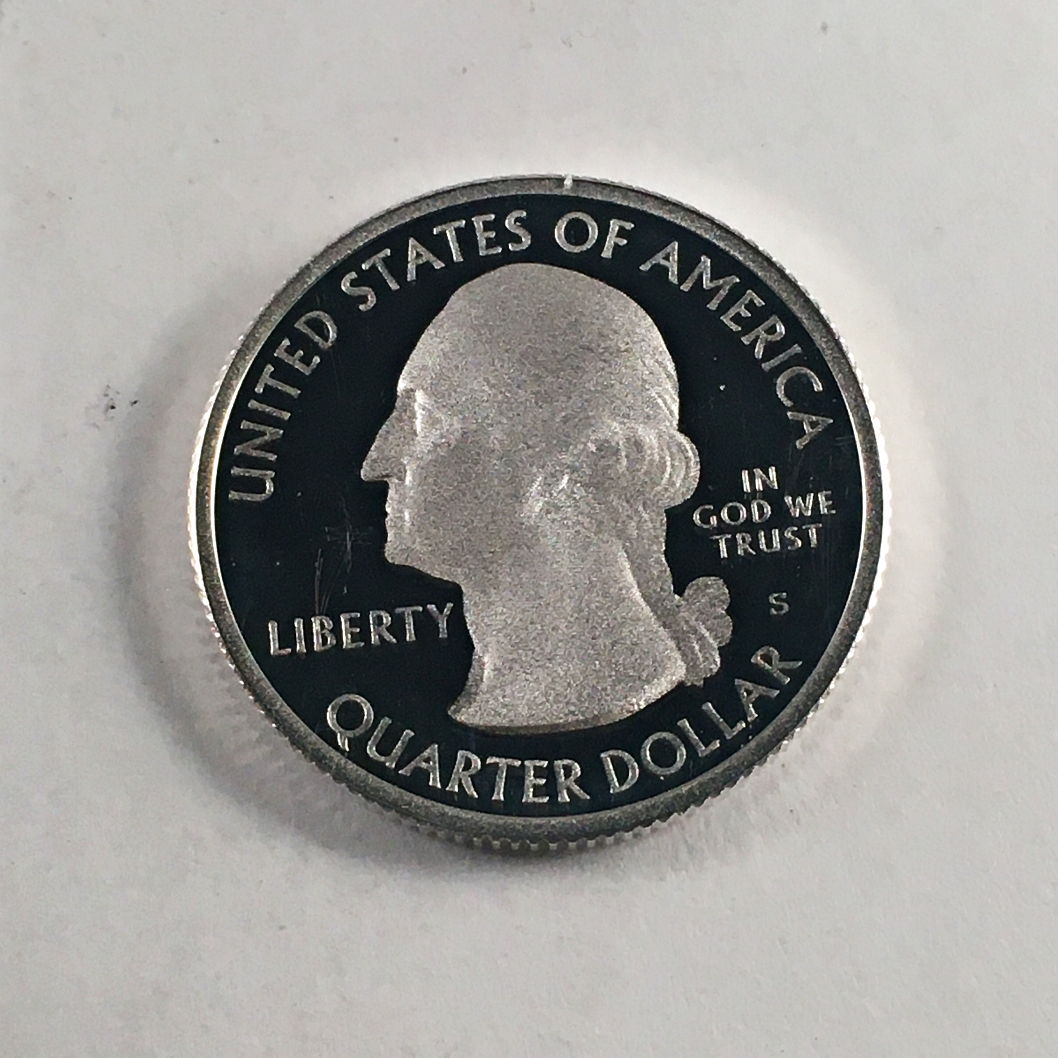 UNITED STATES OF AMERICA
IN
GOD WE
TRUST
S
LIBERTY
QUARTER DOLLAR